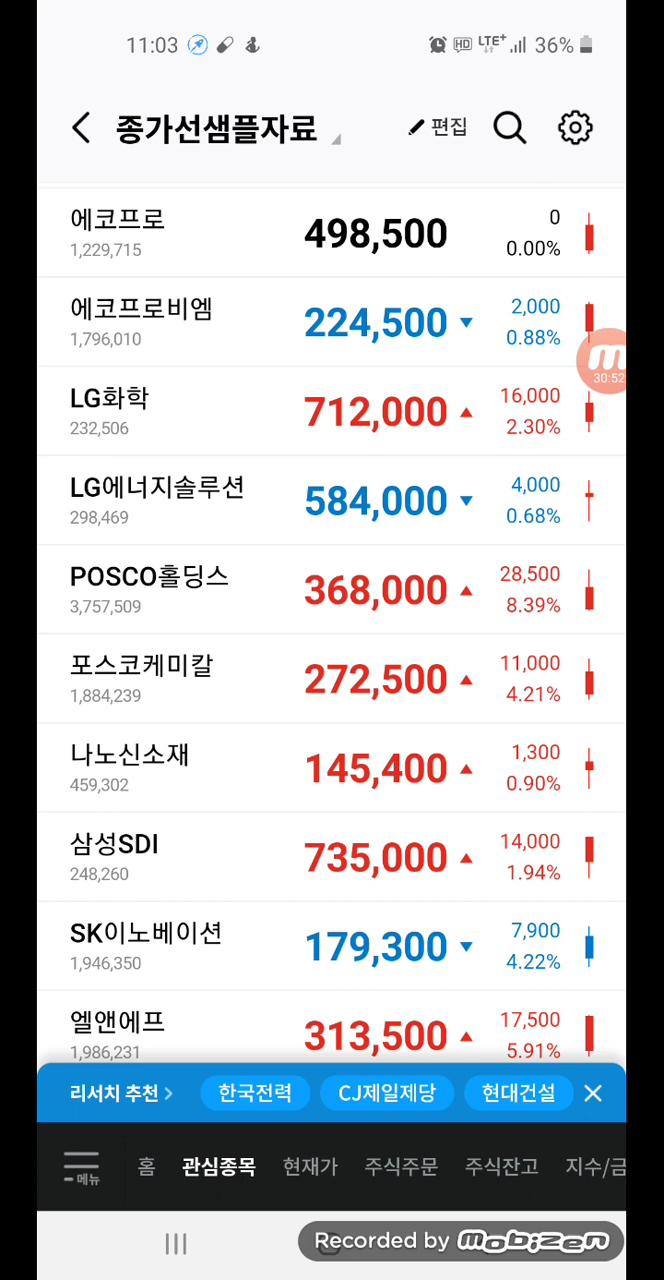 11:03 HD LTE+ 36%
종가선샘플자료 편집
에코프로 498,500 0
1,229,715 0.00%
에코프로비엠 224,500 ▼ 2,000
1,796,010 0.88%
m
30:52
LG화학 712,000 ▲ 16,000
232,506 2.30%
LG에너지솔루션 584,000 ▼ 4,000
298,469 0.68%
POSCO홀딩스 368,000 ▲ 28,500
3,757,509 8.39%
포스코케미칼 272,500 ▲ 11,000
1,884,239 4.21%
나노신소재 145,400 ▲ 1,300
459,302 0.90%
삼성SDI 735,000 ▲ 14,000
248,260 1.94%
SK이노베이션 179,300 ▼ 7,900
1,946,350 4.22%
엘앤에프 313,500 ▲ 17,500
1,986,231 5.91%
리서치 추천 > 한국전력 CJ제일제당 현대건설 ×
메뉴 홈 관심종목 현재가 주식주문 주식잔고 지수/금
Recorded by mobizen